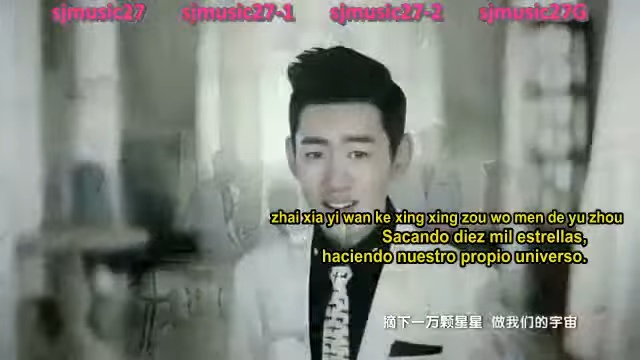 sjmusic27 sjmusic27-1 sjmusic27-2 sjmusic27G
zhai xia yi wan ke xing xing zou wo men de yu zhou
Sacando diez mil estrellas,
haciendo nuestro propio universo.
摘下一万颗星星 做我们的宇宙